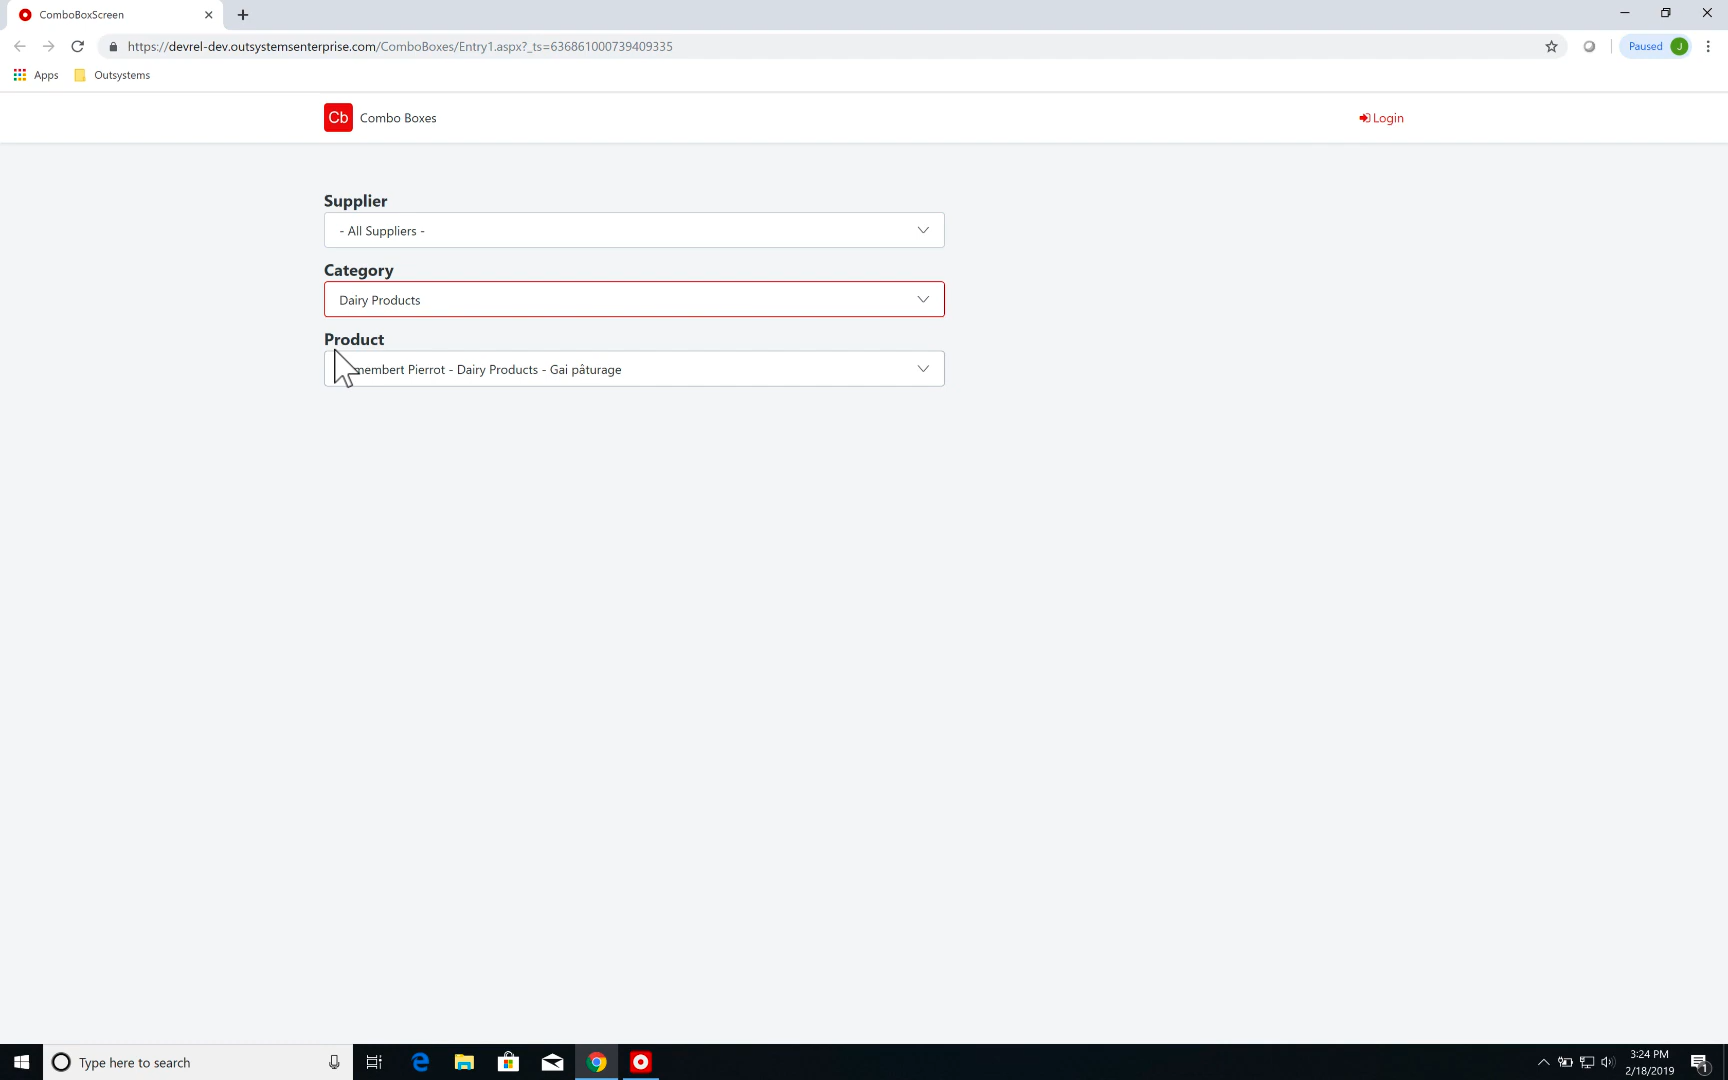 ComboBoxScreen
https://devrel-dev.outsystemsenterprise.com/ComboBoxes/Entry1.aspx?_ts=636861000739409335
Paused J
Apps Outsystems
Cb Combo Boxes Login
Supplier
- All Suppliers -
Category
Dairy Products
Product
Pierrot - Dairy Products - Gai pâturage
Type here to search
3:24 PM
2/18/2019
1